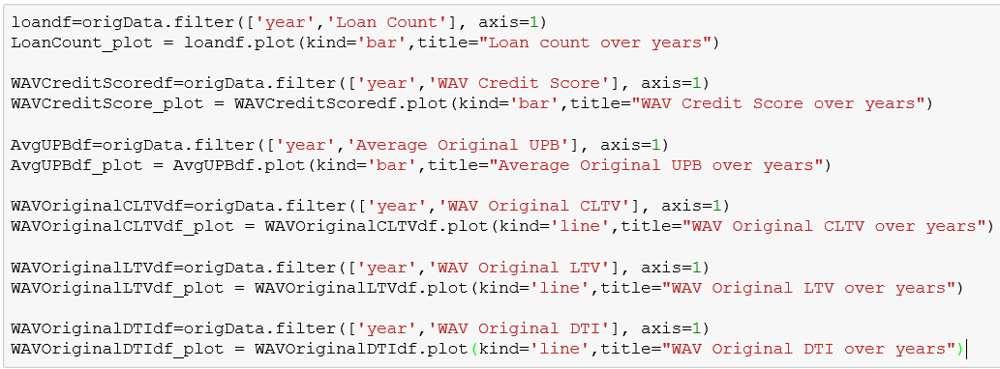 loandf=origData.filter(['year','Loan Count'], axis=1)
LoanCount_plot = loandf.plot(kind='bar',title="Loan count over years")
WAVCreditScoredf=origData.filter(['year','WAV Credit Score'], axis=1)
WAVCreditScore_plot = WAVCreditScoredf.plot(kind='bar',title="WAV Credit Score over years")
AvgUPBdf=origData.filter(['year','Average Original UPB'], axis=1)
AvgUPBdf_plot = AvgUPBdf.plot(kind='bar',title="Average Original UPB over years")
WAVOriginalCLTVdf=origData.filter(['year','WAV Original CLTV'], axis=1)
WAVOriginalCLTVdf_plot = WAVOriginalCLTVdf.plot(kind='line',title="WAV Original CLTV over years")
WAVOriginalLTVdf=origData.filter(['year','WAV Original LTV'], axis=1)
WAVOriginalLTVdf_plot = WAVOriginalLTVdf.plot(kind='line',title="WAV Original LTV over years")
WAVOriginalDTIdf=origData.filter(['year','WAV Original DTI'], axis=1)
WAVOriginalDTIdf_plot = WAVOriginalDTIdf.plot(kind='line',title="WAV Original DTI over years")